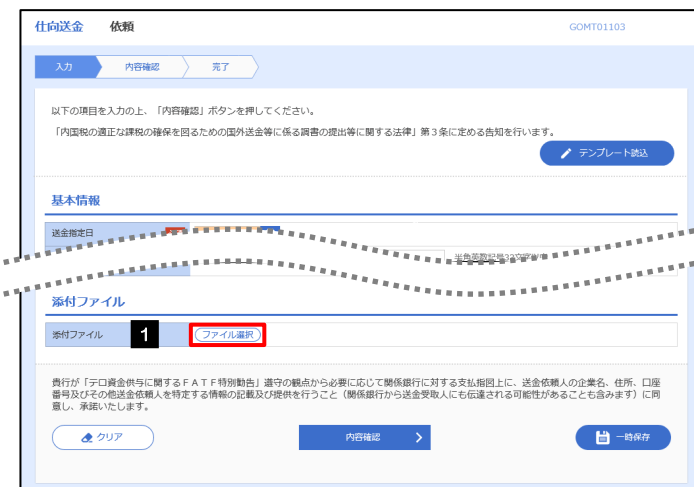 仕向送金 依頼 GOMT01103
入力 内容確認 完了
以下の項目を入力の上、「内容確認」ボタンを押してください。
「内国税の適正な課税の確保を図るための国外送金等に係る調書の提出等に関する法律」第3条に定める告知を行います。
テンプレート読込
基本情報
送金指定日
半角英数記号32文字以内
添付ファイル
添付ファイル 1 ファイル選択
貴行が「テロ資金供与に関するFATF特別勧告」遵守の観点から必要に応じて関係銀行に対する支払指図上に、送金依頼人の企業名、住所、口座
番号及びその他送金依頼人を特定する情報の記載及び提供を行うこと（関係銀行から送金受取人にも伝達される可能性があることも含みます）に同
意し、承諾いたします。
クリア 内容確認 一時保存